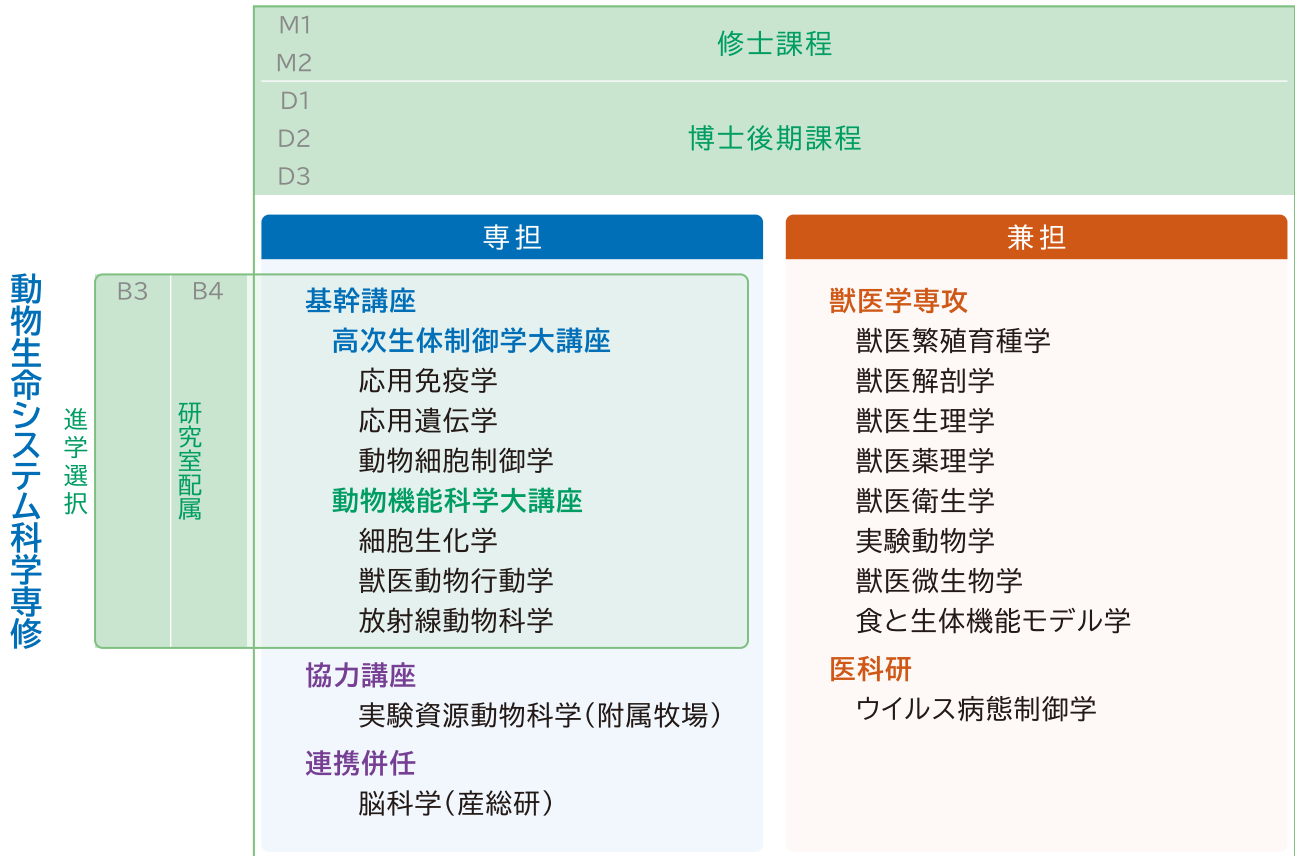 M1
M2
修士課程
D1
D2
D3
博士後期課程
動物生命システム科学専修
進学選択
B3
B4
研究室配属
専担
基幹講座
高次生体制御学大講座
応用免疫学
応用遺伝学
動物細胞制御学
動物機能科学大講座
細胞生化学
獣医動物行動学
放射線動物科学
協力講座
実験資源動物科学（附属牧場）
連携併任
脳科学（産総研）
兼担
獣医学専攻
獣医繁殖育種学
獣医解剖学
獣医生理学
獣医薬理学
獣医衛生学
実験動物学
獣医微生物学
食と生体機能モデル学
医科研
ウイルス病態制御学